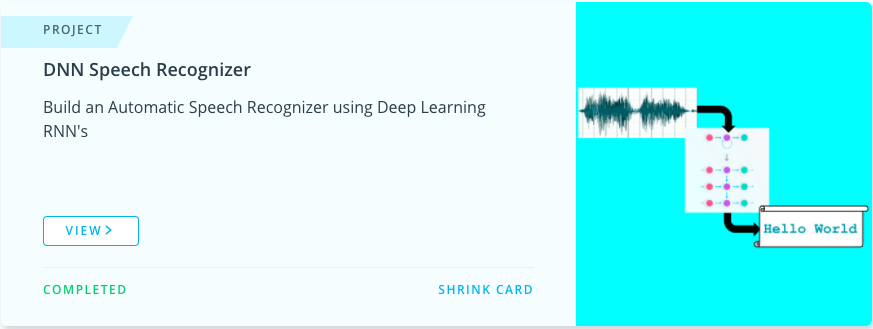 PROJECT
DNN Speech Recognizer
Build an Automatic Speech Recognizer using Deep Learning
RNN's
VIEW >
COMPLETED
SHRINK CARD
Hello World